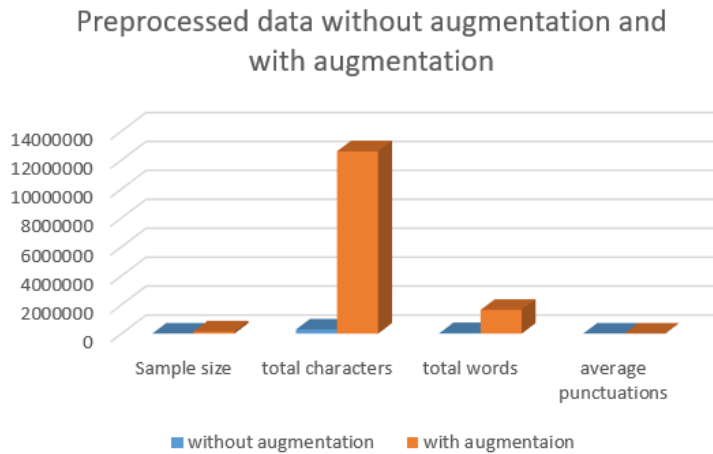 Preprocessed data without augmentation and
with augmentation
14000000
12000000
10000000
8000000
6000000
4000000
2000000
0
Sample size
total characters
total words
average
punctuations
without augmentation
with augmentaion